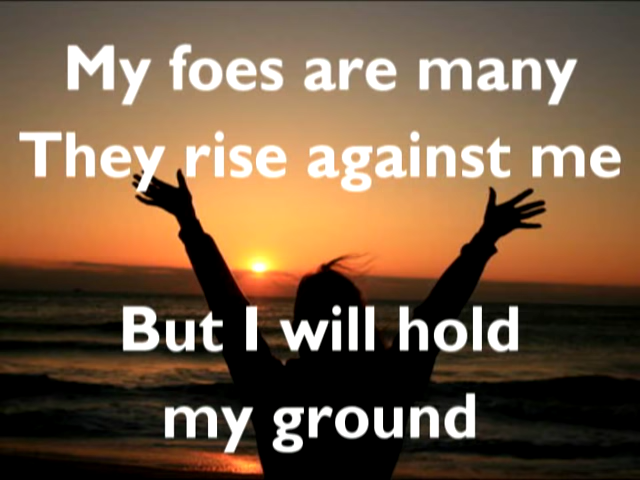 My foes are many
They rise against me
But I will hold
my ground